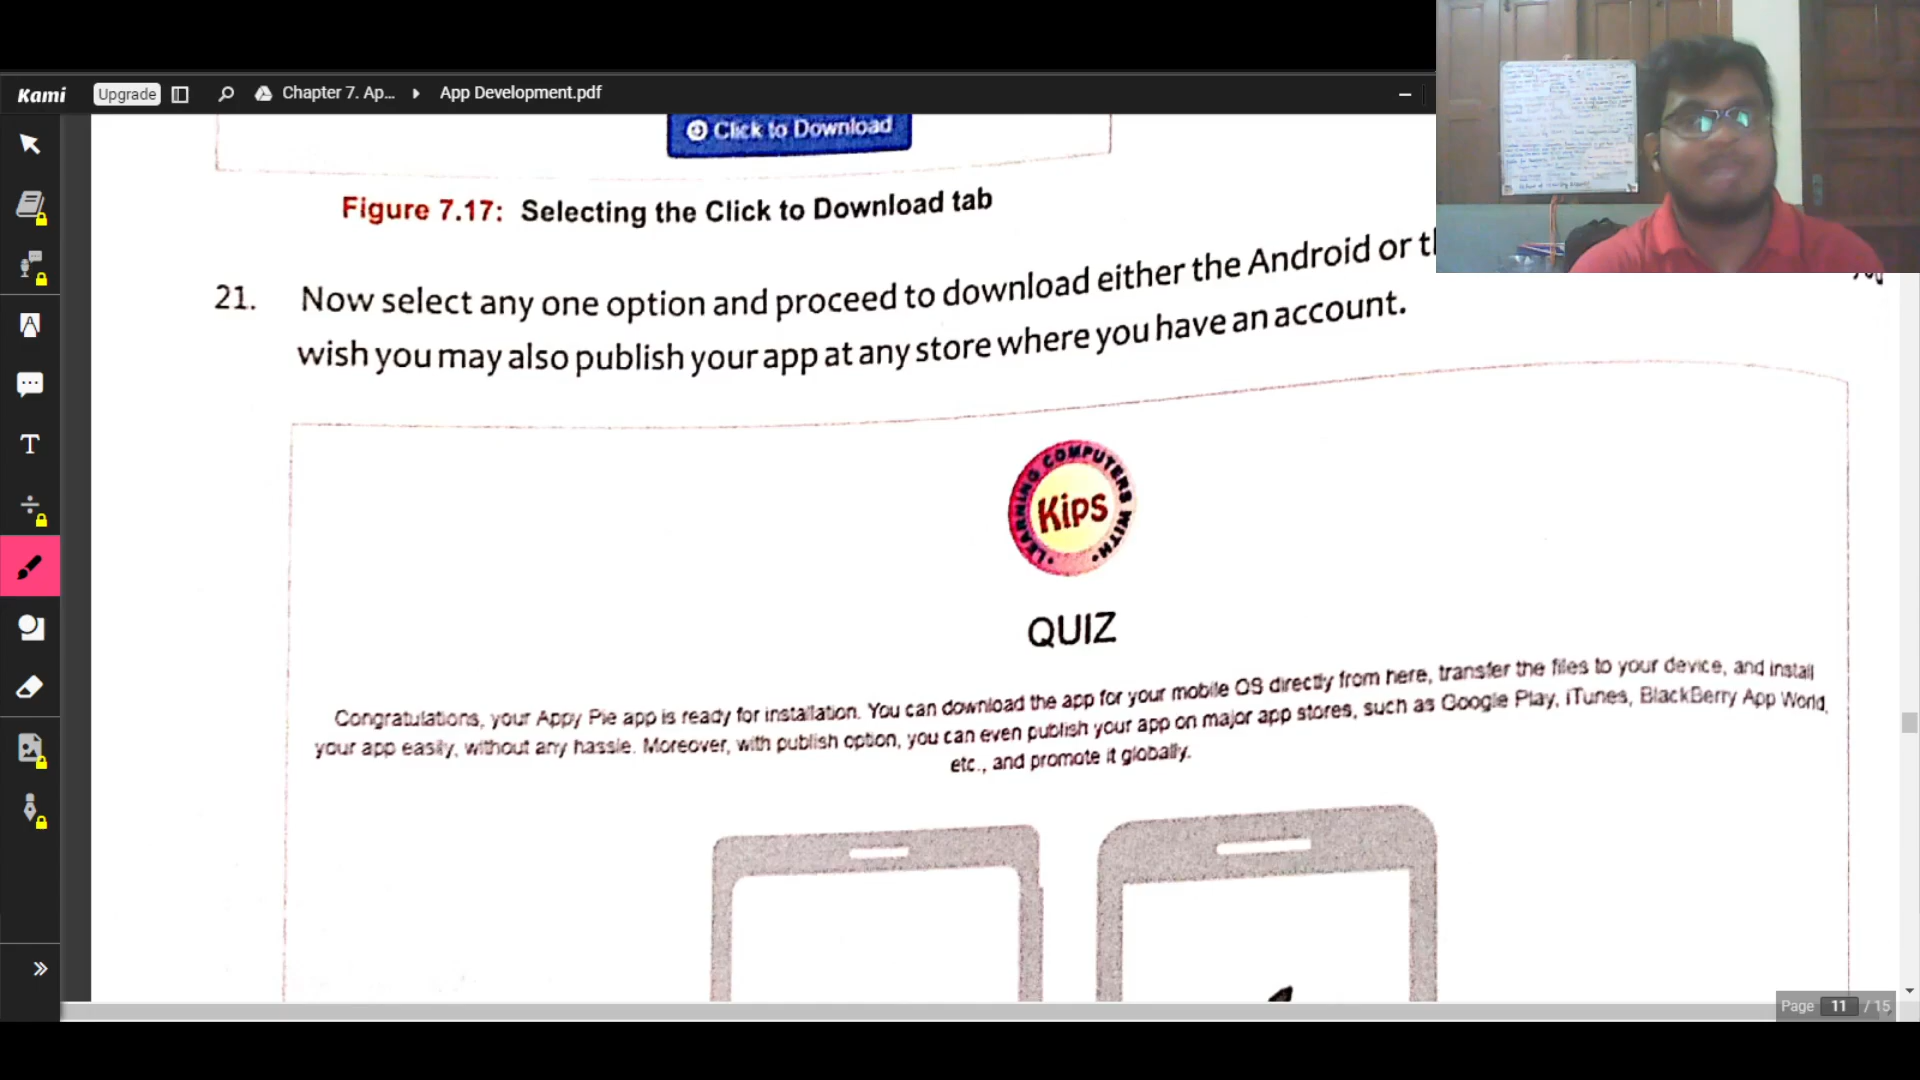 Kami Upgrade Chapter 7. Ap... App Development.pdf
Click to Download
Figure 7.17: Selecting the Click to Download tab
21. Now select any one option and proceed to download either the Android or
wish you may also publish your app at any store where you have an account.
LEARNING COMPUTERS WITH
Kips
QUIZ
Congratulations, your Appy Pie app is ready for installation. You can download the app for your mobile OS directly from here, transfer the files to your device, and install
your app easily, without any hassle. Moreover, with publish option, you can even publish your app on major app stores, such as Google Play, iTunes, BlackBerry App World,
etc., and promote it globally.
Page 11 / 15